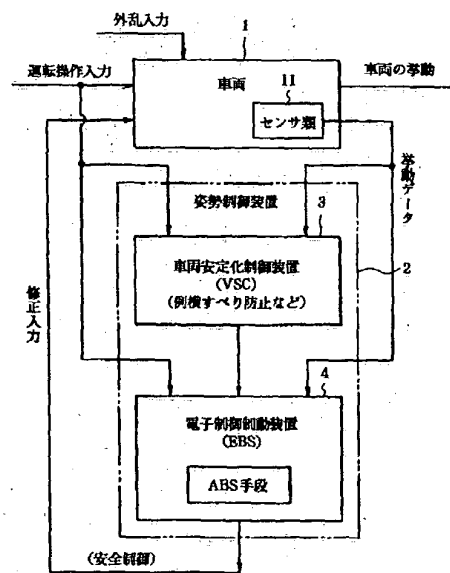 外乱入力
1
運転操作入力
車両
11
センサ類
車両の挙動
挙動データ
姿勢制御装置
3
2
車両安定化制御装置
(VSC)
(例横すべり防止など)
修正入力
4
電子制御制動装置
(EBS)
ABS手段
(安全制御)